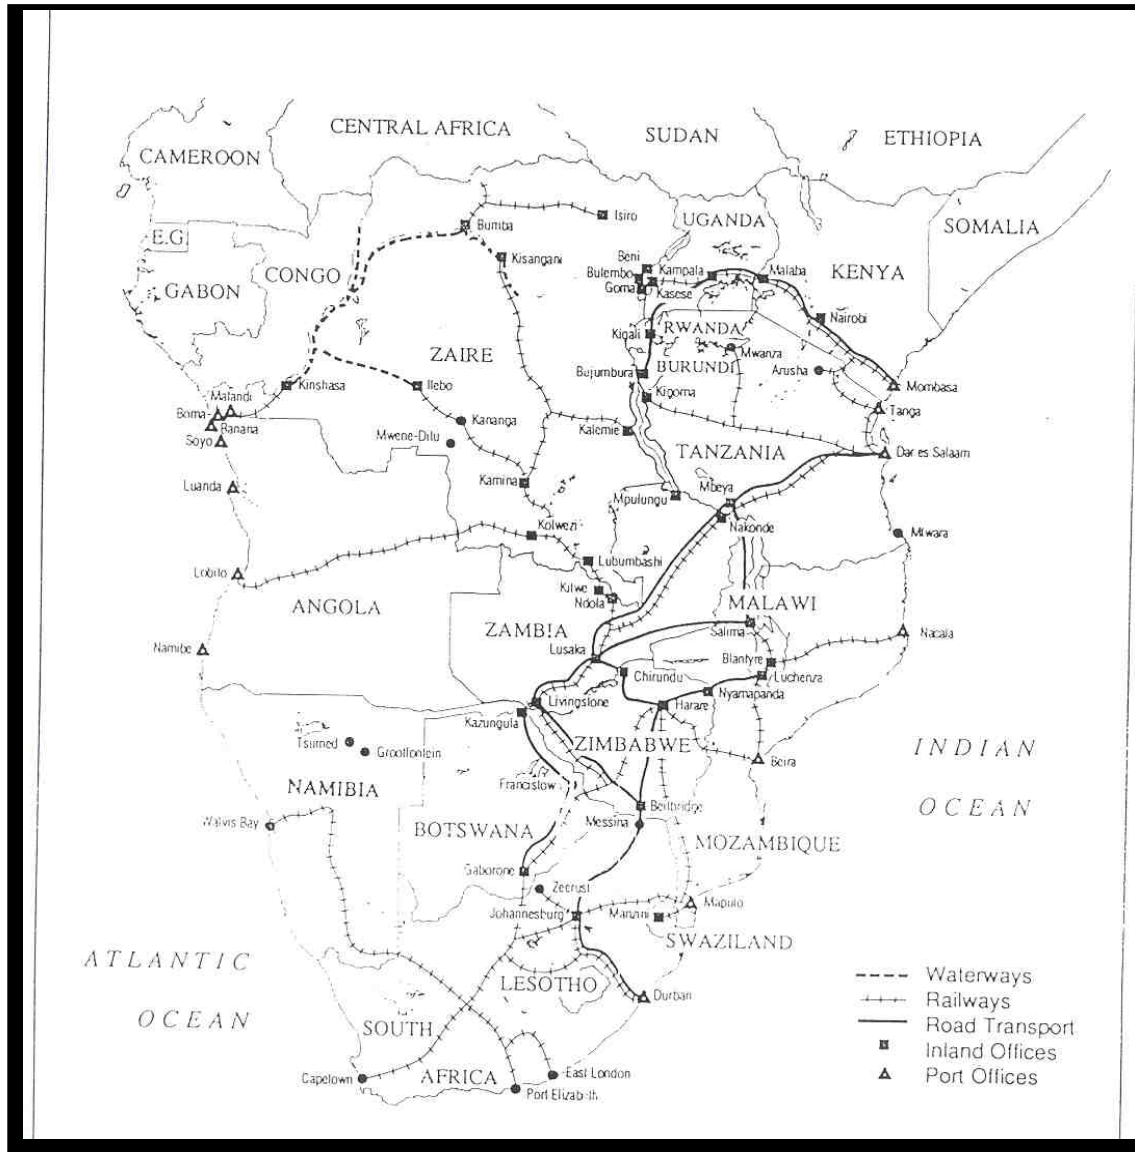 CENTRAL AFRICA
SUDAN
ETHIOPIA
CAMEROON
UGANDA
Isiro
SOMALIA
Bumba
E.G.
Beni
Kisangani
CONGO
Bulembo
Kampala
Malaba
KENYA
GABON
Goma
Kasese
Nairobi
RWANDA
Kigali
ZAIRE
Mwanza
BURUNDI
Arusha
Bujumbura
Kinshasa
Ilebo
Mombasa
Kigoma
Matandi
Tanga
Boma
Kananga
Banana
Kalemie
Mwene-Ditu
Soyo
TANZANIA
Dar es Salaam
Kamina
Mbeya
Luanda
Mpulungu
Kolwezi
Nakonde
Mtwara
Lubumbashi
Lobito
Kitwe
Ndola
MALAWI
ANGOLA
ZAMBIA
Salima
Nacala
Namibe
Lusaka
Blantyre
Chirundu
Luchenza
Nyamapanda
Livingstone
Harare
Kazungula
Tsumed
ZIMBABWE
Grootfontein
INDIAN
Beira
Francistow
NAMIBIA
OCEAN
Beitbridge
Walvis Bay
Messina
BOTSWANA
MOZAMBIQUE
Gaborone
Zeerust
Maputo
Johannesburg
Manzini
SWAZILAND
ATLANTIC
LESOTHO
Durban
OCEAN
SOUTH
AFRICA
Capetown
East London
Port Elizabeth
Waterways
Railways
Road Transport
Inland Offices
Port Offices